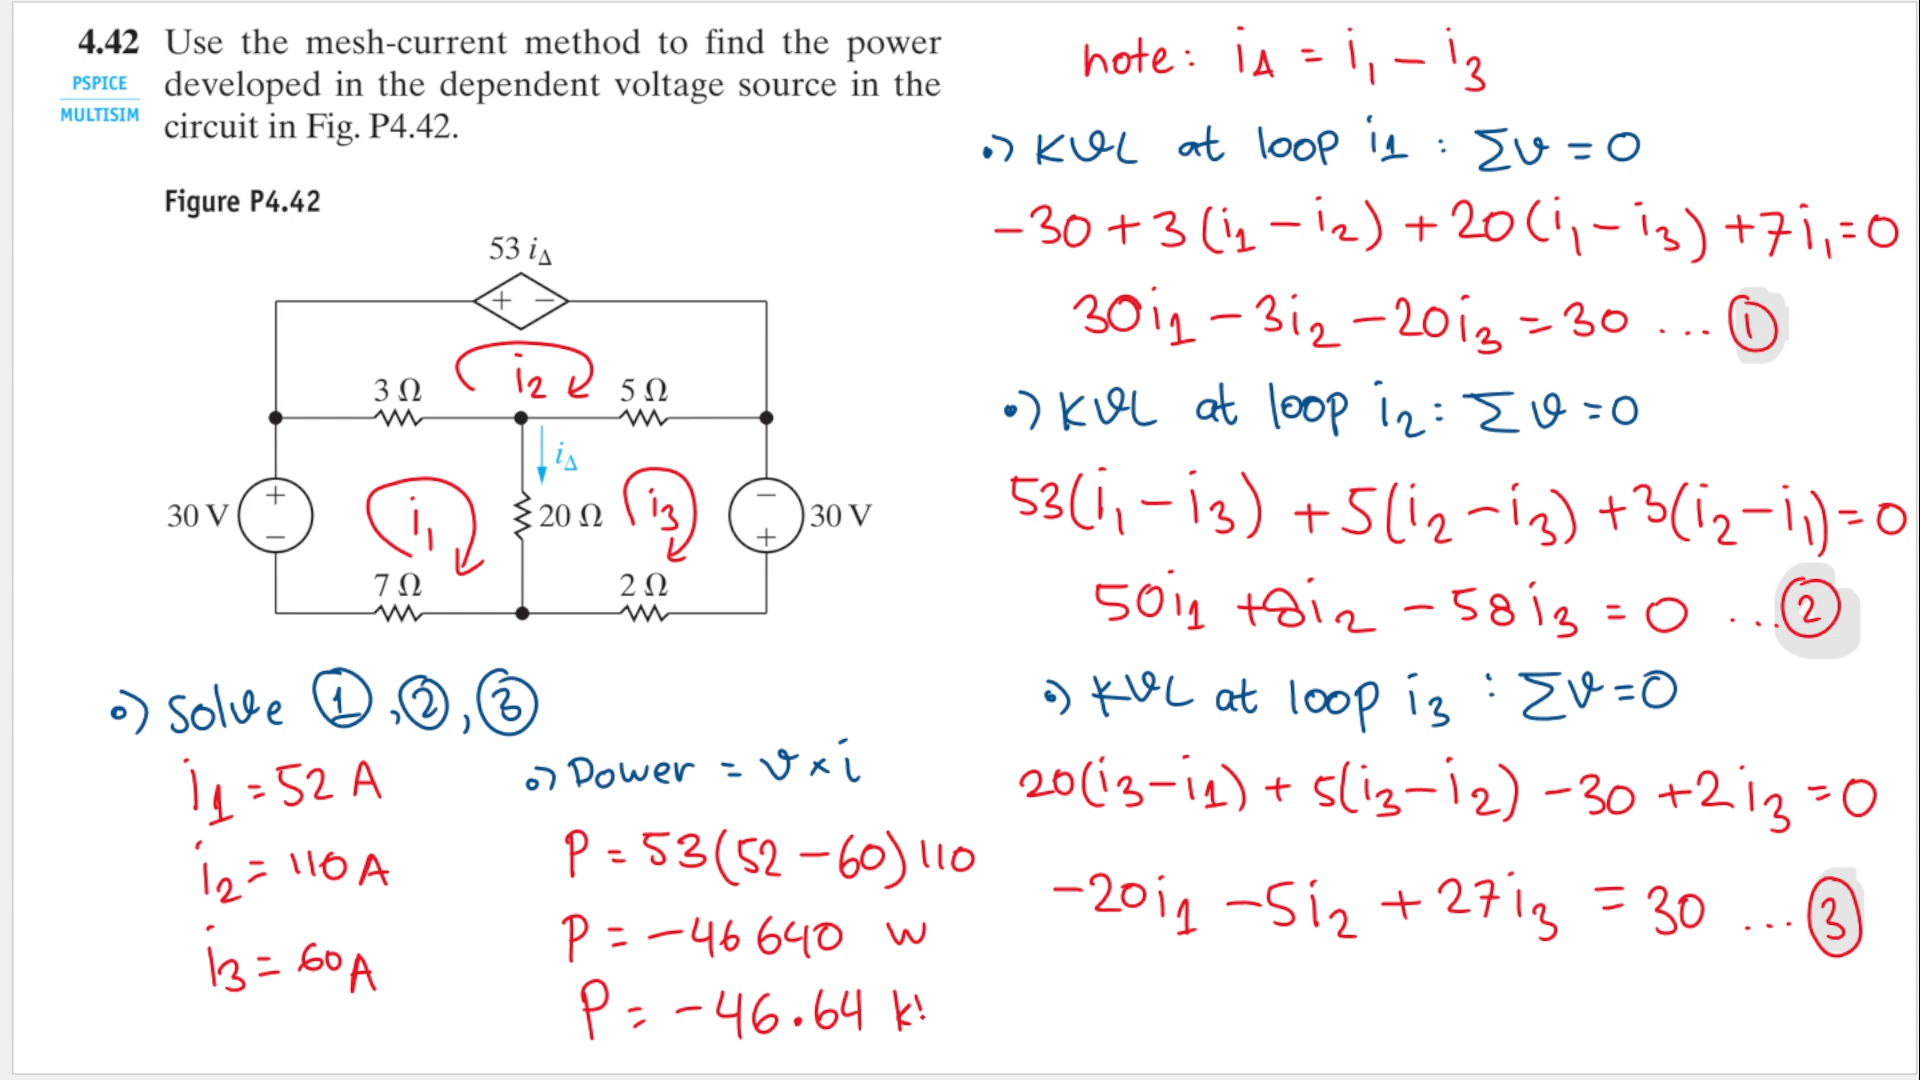 4.42 Use the mesh-current method to find the power
PSPICE developed in the dependent voltage source in the
MULTISIM circuit in Fig. P4.42.
Figure P4.42
53 iΔ
+ −
i2
3 Ω
5 Ω
iΔ
30 V
+
−
i1
20 Ω
i3
−
+
30 V
7 Ω
2 Ω
•) Solve ①,②,③
i1 = 52 A
i2 = 110 A
i3 = 60 A
•) Power = v × i
P = 53(52 − 60) 110
P = −46 640 w
P = −46.64 k!
note: iΔ = i1 − i3
•) KVL at loop i1 : Σv = 0
−30 + 3(i1 − i2) + 20(i1 − i3) + 7i1 = 0
30i1 − 3i2 − 20i3 = 30 ... ①
•) KVL at loop i2 : Σv = 0
53(i1 − i3) + 5(i2 − i3) + 3(i2 − i1) = 0
50i1 + 8i2 − 58i3 = 0 ... ②
•) KVL at loop i3 : Σv = 0
20(i3 − i1) + 5(i3 − i2) − 30 + 2i3 = 0
−20i1 − 5i2 + 27i3 = 30 ... ③